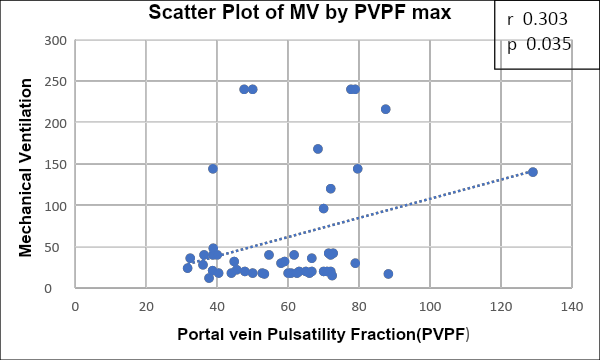 Scatter Plot of MV by PVPF max
r 0.303
p 0.035
Mechanical Ventilation
300
250
200
150
100
50
0
0 20 40 60 80 100 120 140
Portal vein Pulsatility Fraction(PVPF)